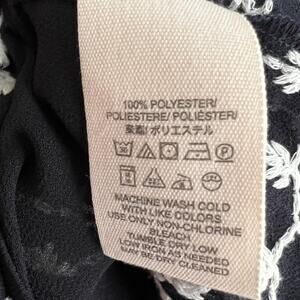 100% POLYESTER/
POLIESTERE/ POLIÉSTER/
聚酯/ ポリエステル
MACHINE WASH COLD
WITH LIKE COLORS
USE ONLY NON-CHLORINE
BLEACH
TUMBLE DRY LOW
LOW IRON AS NEEDED
MAY BE DRY CLEANED